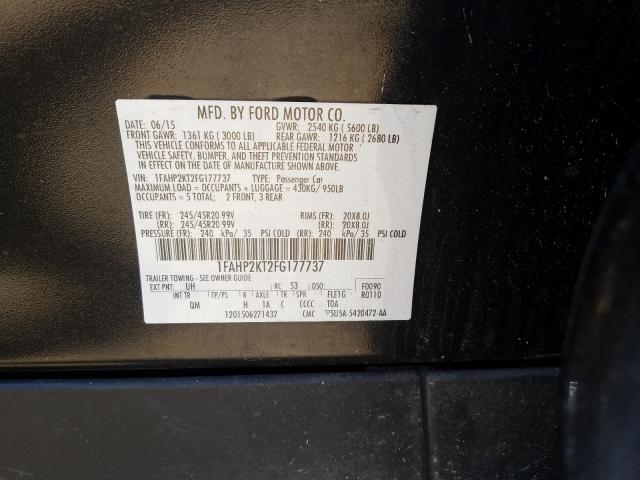 MFD. BY FORD MOTOR CO.
DATE: 06/15 GVWR: 2540 KG ( 5600 LB)
FRONT GAWR: 1361 KG ( 3000 LB) REAR GAWR: 1216 KG ( 2680 LB)
THIS VEHICLE CONFORMS TO ALL APPLICABLE FEDERAL MOTOR
VEHICLE SAFETY, BUMPER, AND THEFT PREVENTION STANDARDS
IN EFFECT ON THE DATE OF MANUFACTURE SHOWN ABOVE.
VIN: 1FAHP2KT2FG177737 TYPE: Passenger Car
MAXIMUM LOAD = OCCUPANTS + LUGGAGE = 430KG/ 950LB
OCCUPANTS = 5 TOTAL: 2 FRONT, 3 REAR
TIRE (FR): 245/45R20 99V RIMS (FR): 20X8.0J
(RR): 245/45R20 99V (RR): 20X8.0J
PRESSURE (FR): 240 kPa/ 35 PSI COLD (RR): 240 kPa/ 35 PSI COLD
1FAHP2KT2FG177737
TRAILER TOWING - SEE OWNER GUIDE
EXT PNT: UH RC: 53 DSO: F0090
INT TR TP/PS R AXLE TR SPR FLE1G R0110
QM H 1A C CCCC TOA
1201506271432 CMC ▽5U5A-5420472-AA